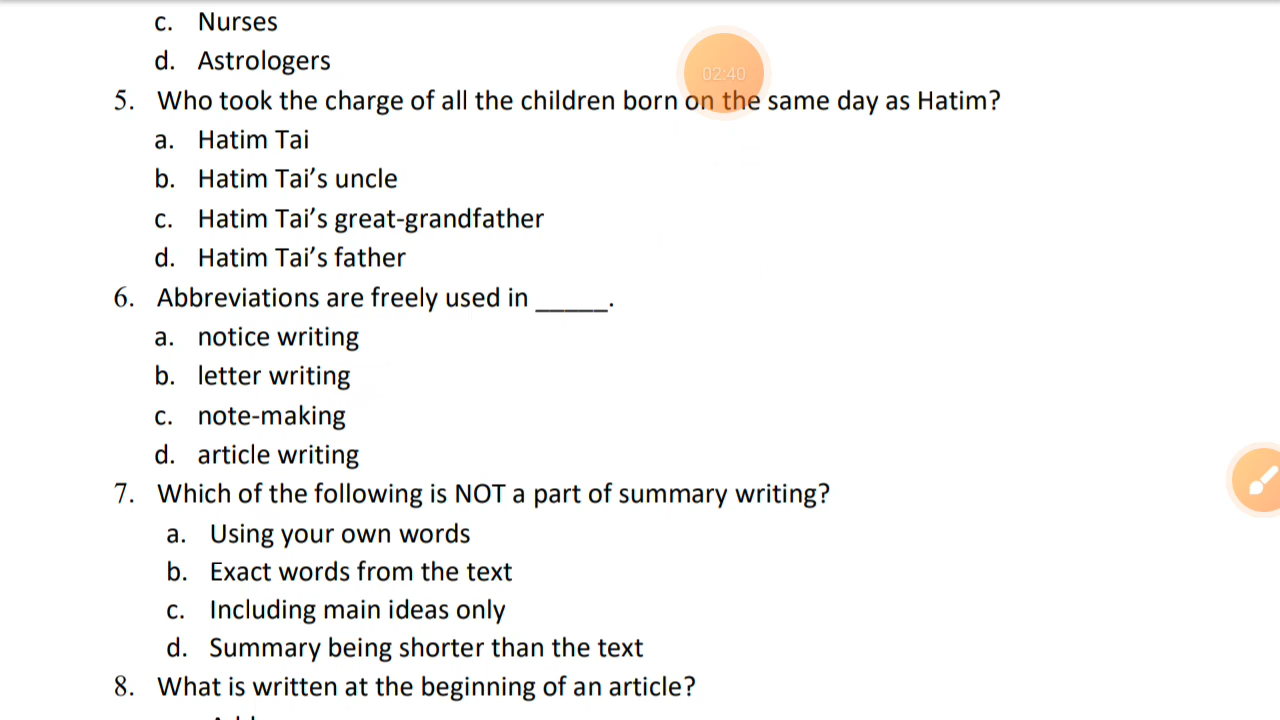 c. Nurses
d. Astrologers
02:40
5. Who took the charge of all the children born on the same day as Hatim?
a. Hatim Tai
b. Hatim Tai’s uncle
c. Hatim Tai’s great-grandfather
d. Hatim Tai’s father
6. Abbreviations are freely used in _____.
a. notice writing
b. letter writing
c. note-making
d. article writing
7. Which of the following is NOT a part of summary writing?
a. Using your own words
b. Exact words from the text
c. Including main ideas only
d. Summary being shorter than the text
8. What is written at the beginning of an article?